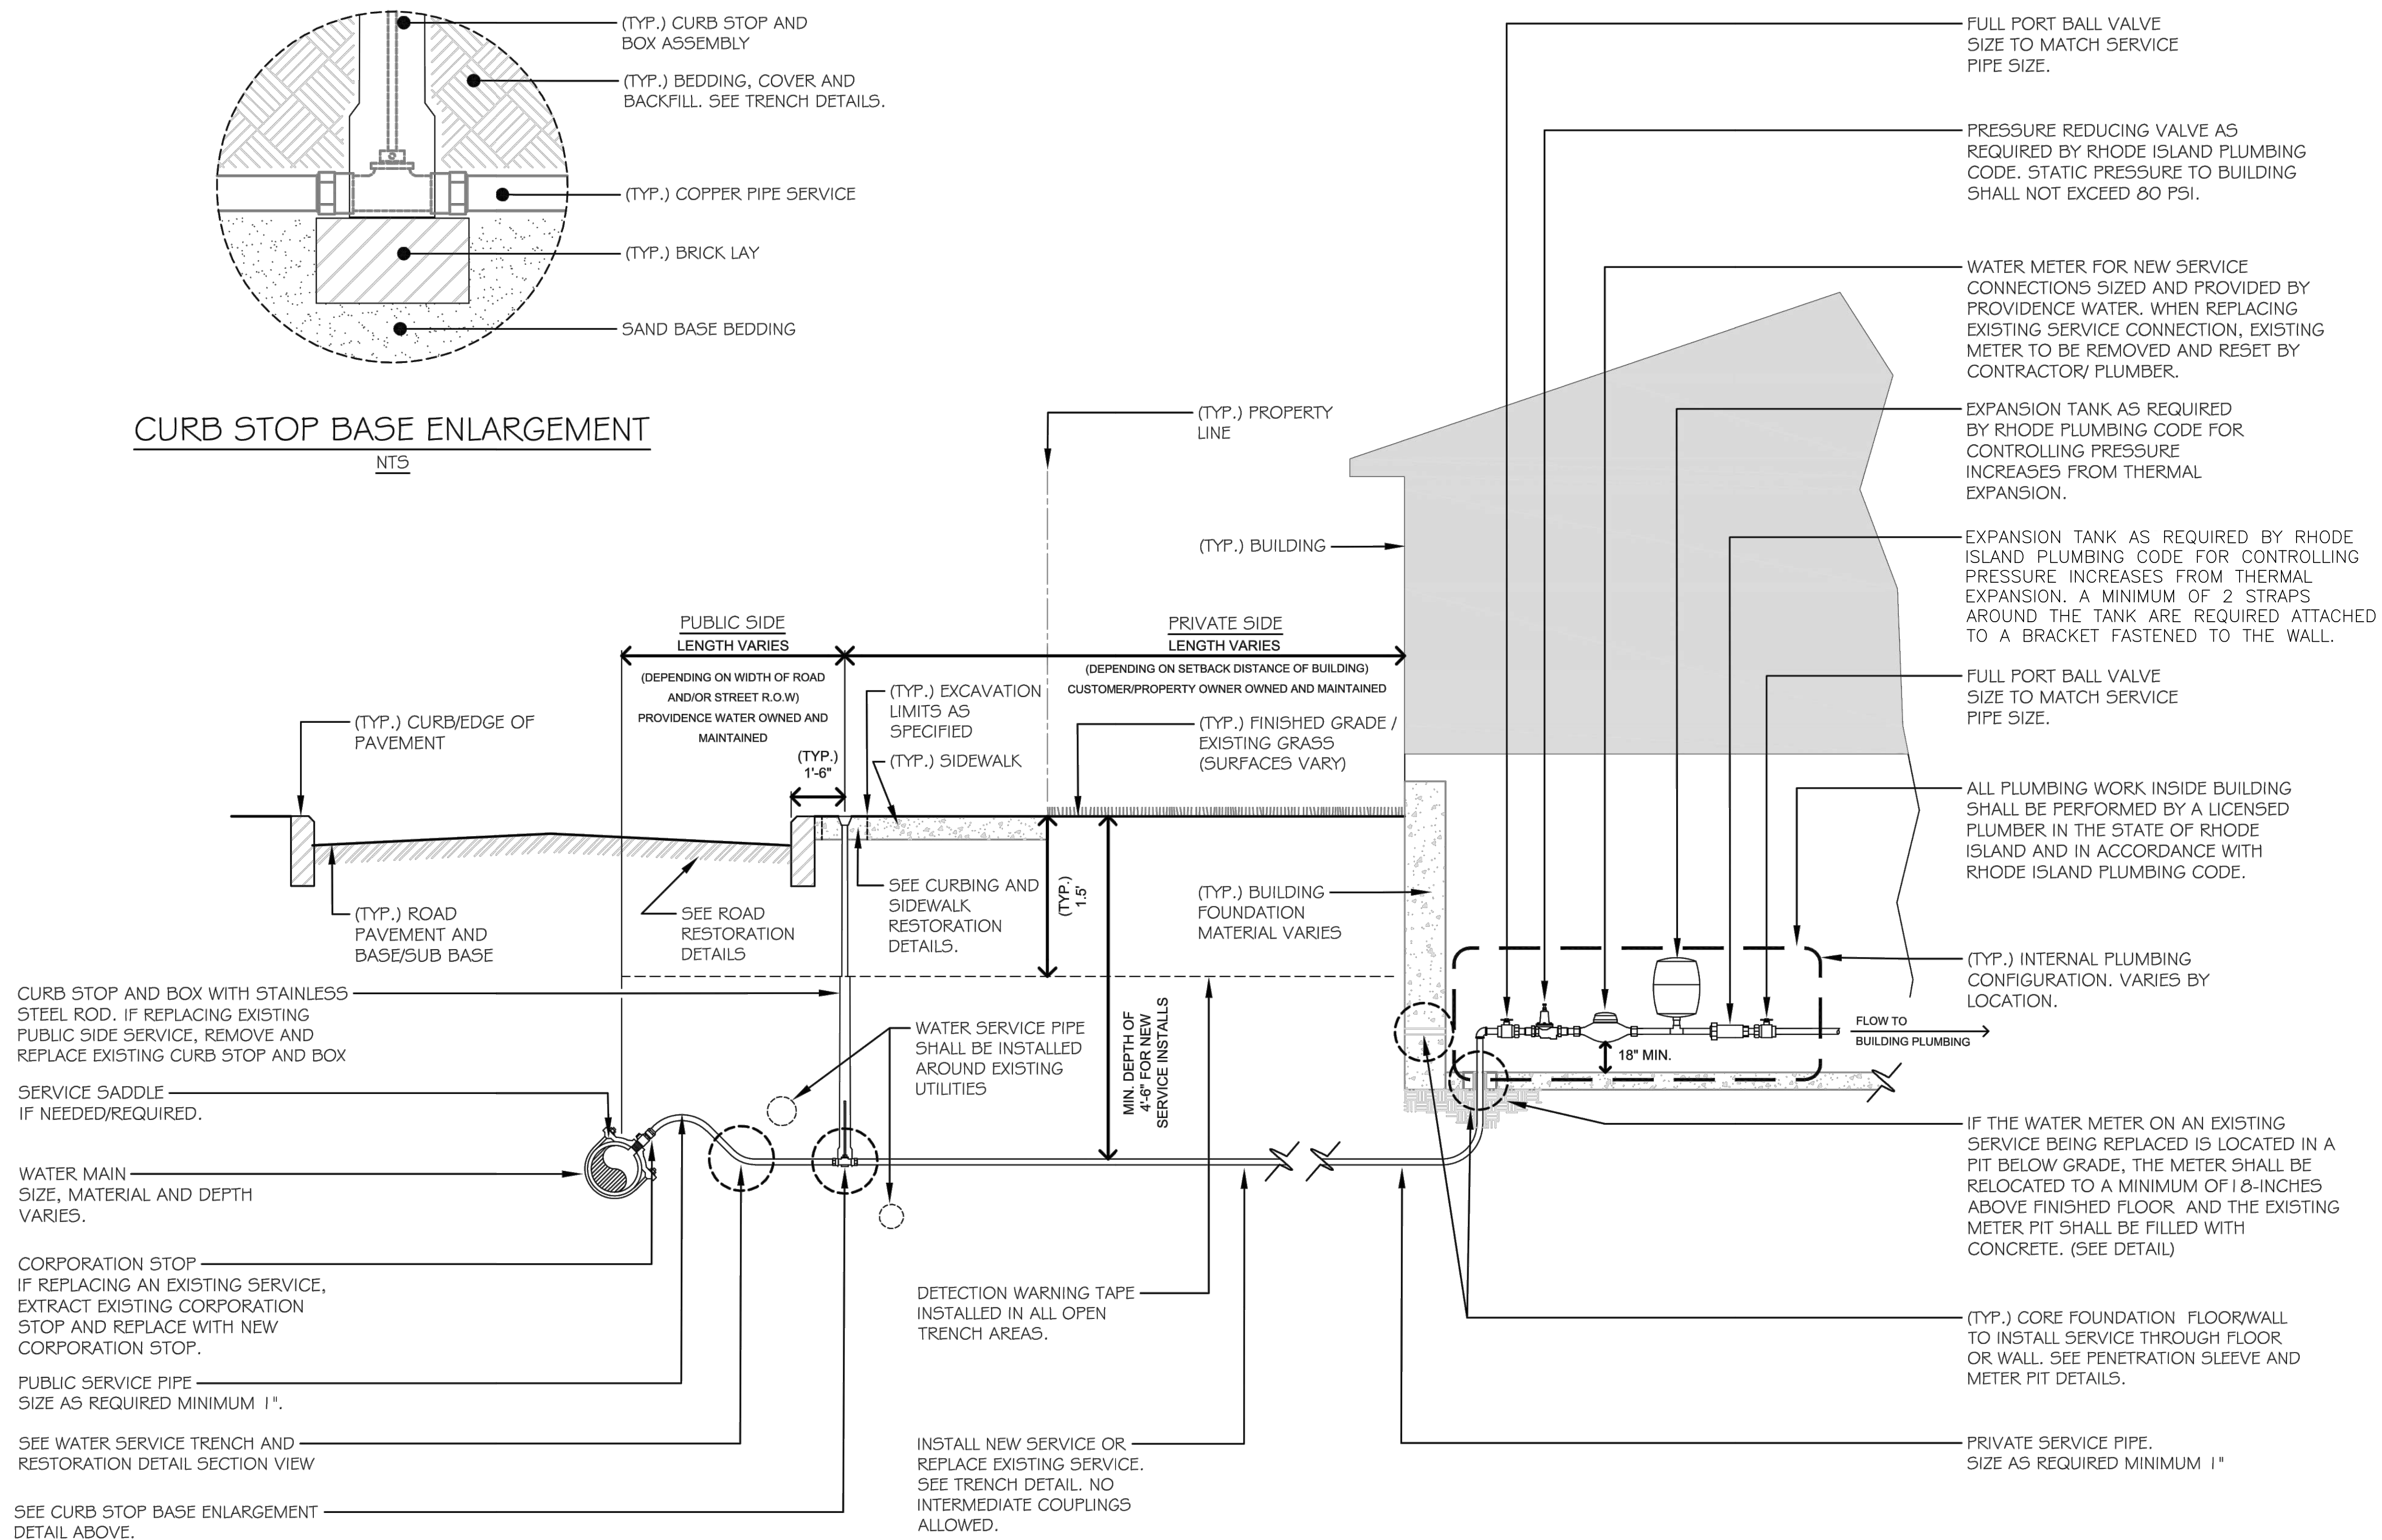 (TYP.) CURB STOP AND
BOX ASSEMBLY
(TYP.) BEDDING, COVER AND
BACKFILL. SEE TRENCH DETAILS.
(TYP.) COPPER PIPE SERVICE
(TYP.) BRICK LAY
SAND BASE BEDDING
CURB STOP BASE ENLARGEMENT
NTS
FULL PORT BALL VALVE
SIZE TO MATCH SERVICE
PIPE SIZE.
PRESSURE REDUCING VALVE AS
REQUIRED BY RHODE ISLAND PLUMBING
CODE. STATIC PRESSURE TO BUILDING
SHALL NOT EXCEED 80 PSI.
WATER METER FOR NEW SERVICE
CONNECTIONS SIZED AND PROVIDED BY
PROVIDENCE WATER. WHEN REPLACING
EXISTING SERVICE CONNECTION, EXISTING
METER TO BE REMOVED AND RESET BY
CONTRACTOR/ PLUMBER.
EXPANSION TANK AS REQUIRED
BY RHODE PLUMBING CODE FOR
CONTROLLING PRESSURE
INCREASES FROM THERMAL
EXPANSION.
EXPANSION TANK AS REQUIRED BY RHODE
ISLAND PLUMBING CODE FOR CONTROLLING
PRESSURE INCREASES FROM THERMAL
EXPANSION. A MINIMUM OF 2 STRAPS
AROUND THE TANK ARE REQUIRED ATTACHED
TO A BRACKET FASTENED TO THE WALL.
FULL PORT BALL VALVE
SIZE TO MATCH SERVICE
PIPE SIZE.
ALL PLUMBING WORK INSIDE BUILDING
SHALL BE PERFORMED BY A LICENSED
PLUMBER IN THE STATE OF RHODE
ISLAND AND IN ACCORDANCE WITH
RHODE ISLAND PLUMBING CODE.
(TYP.) INTERNAL PLUMBING
CONFIGURATION. VARIES BY
LOCATION.
FLOW TO
BUILDING PLUMBING
18" MIN.
IF THE WATER METER ON AN EXISTING
SERVICE BEING REPLACED IS LOCATED IN A
PIT BELOW GRADE, THE METER SHALL BE
RELOCATED TO A MINIMUM OF18-INCHES
ABOVE FINISHED FLOOR AND THE EXISTING
METER PIT SHALL BE FILLED WITH
CONCRETE. (SEE DETAIL)
(TYP.) CORE FOUNDATION FLOOR/WALL
TO INSTALL SERVICE THROUGH FLOOR
OR WALL. SEE PENETRATION SLEEVE AND
METER PIT DETAILS.
PRIVATE SERVICE PIPE.
SIZE AS REQUIRED MINIMUM 1"
(TYP.) PROPERTY
LINE
(TYP.) BUILDING
PUBLIC SIDE
LENGTH VARIES
(DEPENDING ON WIDTH OF ROAD
AND/OR STREET R.O.W)
PROVIDENCE WATER OWNED AND
MAINTAINED
PRIVATE SIDE
LENGTH VARIES
(DEPENDING ON SETBACK DISTANCE OF BUILDING)
CUSTOMER/PROPERTY OWNER OWNED AND MAINTAINED
(TYP.) CURB/EDGE OF
PAVEMENT
(TYP.)
1'-6"
(TYP.) EXCAVATION
LIMITS AS
SPECIFIED
(TYP.) SIDEWALK
(TYP.) FINISHED GRADE /
EXISTING GRASS
(SURFACES VARY)
(TYP.) ROAD
PAVEMENT AND
BASE/SUB BASE
SEE ROAD
RESTORATION
DETAILS
SEE CURBING AND
SIDEWALK
RESTORATION
DETAILS.
(TYP.)
1.5'
(TYP.) BUILDING
FOUNDATION
MATERIAL VARIES
MIN. DEPTH OF
4'-6" FOR NEW
SERVICE INSTALLS
WATER SERVICE PIPE
SHALL BE INSTALLED
AROUND EXISTING
UTILITIES
CURB STOP AND BOX WITH STAINLESS
STEEL ROD. IF REPLACING EXISTING
PUBLIC SIDE SERVICE, REMOVE AND
REPLACE EXISTING CURB STOP AND BOX
SERVICE SADDLE
IF NEEDED/REQUIRED.
WATER MAIN
SIZE, MATERIAL AND DEPTH
VARIES.
CORPORATION STOP
IF REPLACING AN EXISTING SERVICE,
EXTRACT EXISTING CORPORATION
STOP AND REPLACE WITH NEW
CORPORATION STOP.
PUBLIC SERVICE PIPE
SIZE AS REQUIRED MINIMUM 1".
SEE WATER SERVICE TRENCH AND
RESTORATION DETAIL SECTION VIEW
SEE CURB STOP BASE ENLARGEMENT
DETAIL ABOVE.
DETECTION WARNING TAPE
INSTALLED IN ALL OPEN
TRENCH AREAS.
INSTALL NEW SERVICE OR
REPLACE EXISTING SERVICE.
SEE TRENCH DETAIL. NO
INTERMEDIATE COUPLINGS
ALLOWED.